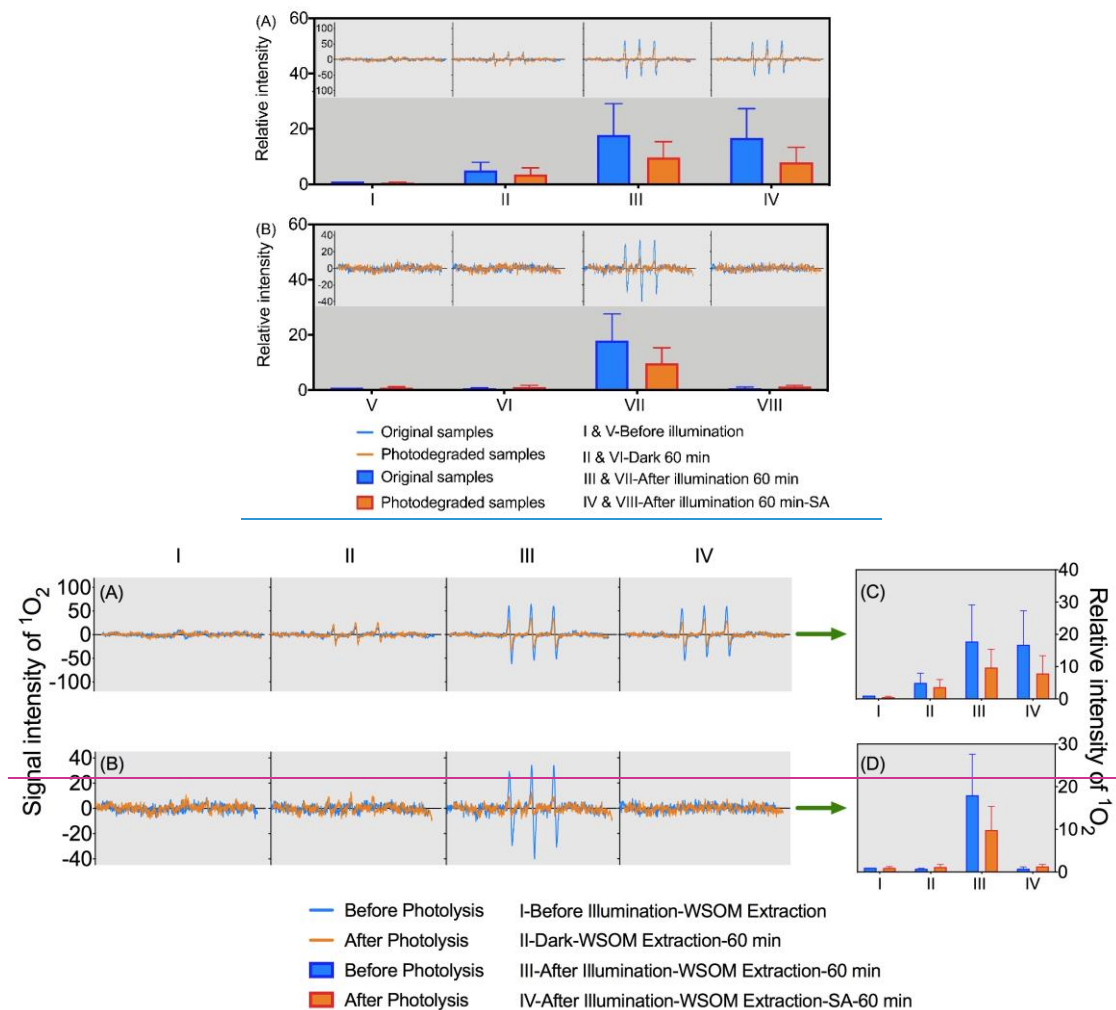 (A)
Relative intensity
60
40
20
0
100
50
0
-50
100
I II III IV
(B)
Relative intensity
60
40
20
0
40
20
0
-20
-40
V VI VII VIII
Original samples I & V-Before illumination
Photodegraded samples II & VI-Dark 60 min
Original samples III & VII-After illumination 60 min
Photodegraded samples IV & VIII-After illumination 60 min-SA
I II III IV
Signal intensity of ¹O₂
(A)
100
50
0
-50
-100
(C)
40
30
20
10
0
I II III IV
Relative intensity of ¹O₂
(B)
40
20
0
-20
-40
(D)
30
20
10
0
I II III IV
Before Photolysis I-Before Illumination-WSOM Extraction
After Photolysis II-Dark-WSOM Extraction-60 min
Before Photolysis III-After Illumination-WSOM Extraction-60 min
After Photolysis IV-After Illumination-WSOM Extraction-SA-60 min